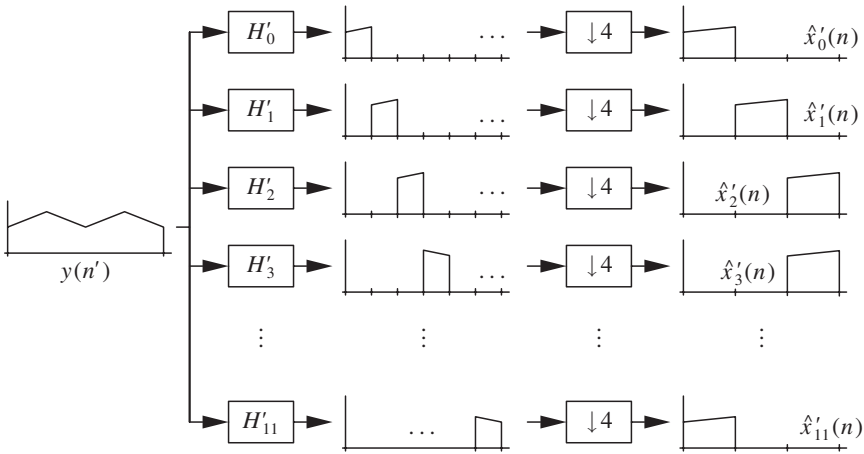 H′₀ ... ↓4 x̂′₀(n)
H′₁ ... ↓4 x̂′₁(n)
H′₂ ... ↓4 x̂′₂(n)
y(n′)
H′₃ ... ↓4 x̂′₃(n)
⋮ ⋮ ⋮ ⋮
H′₁₁ ... ↓4 x̂′₁₁(n)